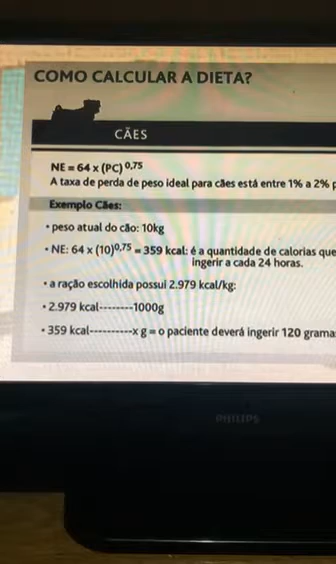 COMO CALCULAR A DIETA?
CÃES
NE = 64 x (PC) 0,75
A taxa de perda de peso ideal para cães está entre 1% a 2% p
Exemplo Cães:
• peso atual do cão: 10kg
• NE: 64 x (10)0,75 = 359 kcal: é a quantidade de calorias que
ingerir a cada 24 horas.
• a ração escolhida possui 2.979 kcal/kg:
• 2.979 kcal--------1000g
• 359 kcal----------x g = o paciente deverá ingerir 120 grama
PHILIPS